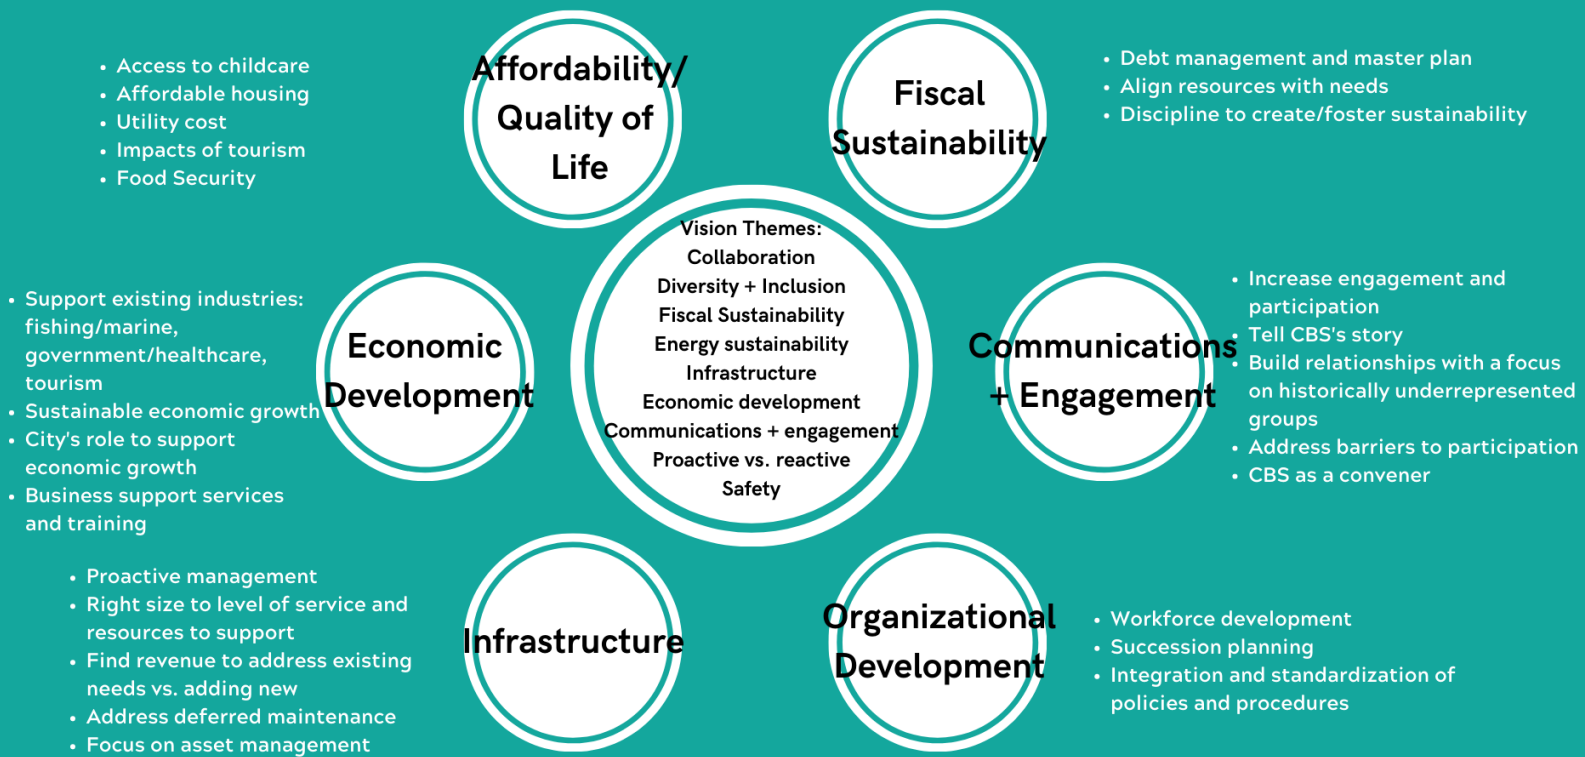 Affordability/
Quality of
Life
• Access to childcare
• Affordable housing
• Utility cost
• Impacts of tourism
• Food Security
Fiscal
Sustainability
• Debt management and master plan
• Align resources with needs
• Discipline to create/foster sustainability
Vision Themes:
Collaboration
Diversity + Inclusion
Fiscal Sustainability
Energy sustainability
Infrastructure
Economic development
Communications + engagement
Proactive vs. reactive
Safety
Economic
Development
• Support existing industries:
fishing/marine,
government/healthcare,
tourism
• Sustainable economic growth
• City's role to support
economic growth
• Business support services
and training
Communications
+ Engagement
• Increase engagement and
participation
• Tell CBS's story
• Build relationships with a focus
on historically underrepresented
groups
• Address barriers to participation
• CBS as a convener
Infrastructure
• Proactive management
• Right size to level of service and
resources to support
• Find revenue to address existing
needs vs. adding new
• Address deferred maintenance
• Focus on asset management
Organizational
Development
• Workforce development
• Succession planning
• Integration and standardization of
policies and procedures